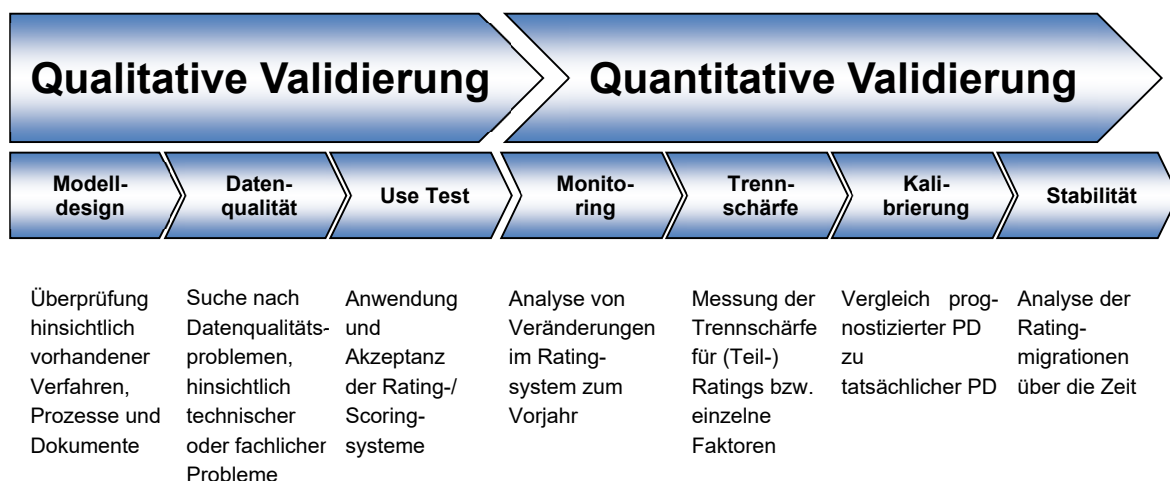 Qualitative Validierung
Quantitative Validierung
Modell-
design
Daten-
qualität
Use Test
Monito-
ring
Trenn-
schärfe
Kali-
brierung
Stabilität
Überprüfung
hinsichtlich
vorhandener
Verfahren,
Prozesse und
Dokumente
Suche nach
Datenqualitäts-
problemen,
hinsichtlich
technischer
oder fachlicher
Probleme
Anwendung
und
Akzeptanz
der Rating-/
Scoring-
systeme
Analyse von
Veränderungen
im Rating-
system zum
Vorjahr
Messung der
Trennschärfe
für (Teil-)
Ratings bzw.
einzelne
Faktoren
Vergleich prog-
nostizierter PD
zu
tatsächlicher PD
Analyse der
Rating-
migrationen
über die Zeit